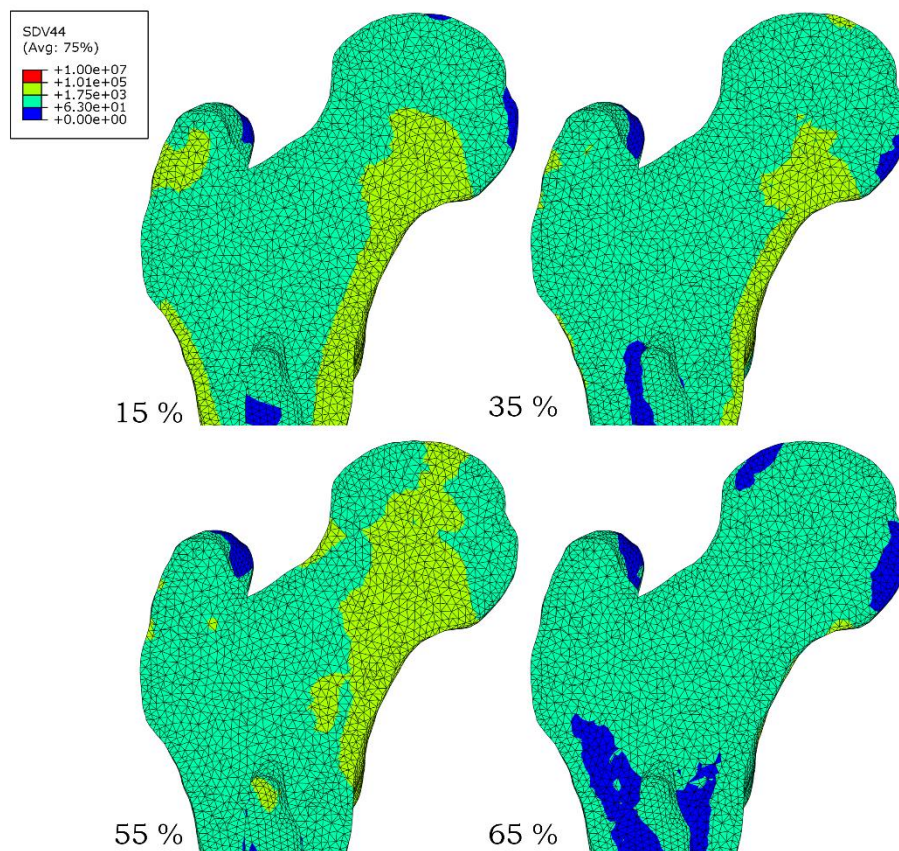 SDV44
(Avg: 75%)
+1.00e+07
+1.01e+05
+1.75e+03
+6.30e+01
+0.00e+00
15 %
35 %
55 %
65 %